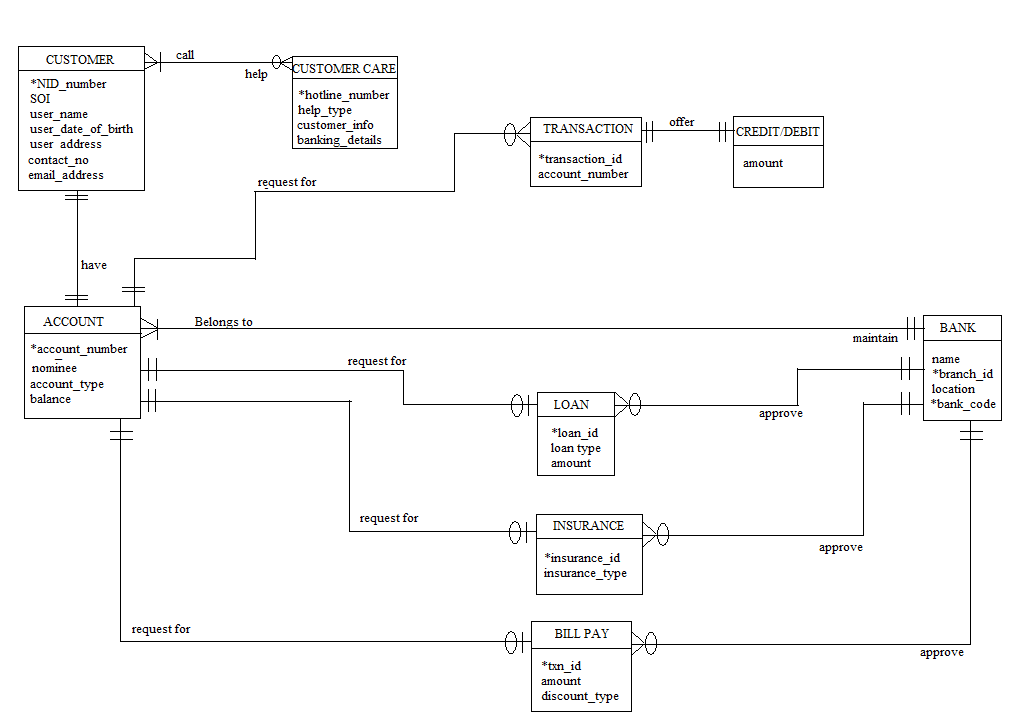 CUSTOMER
*NID_number
SOI
user_name
user_date_of_birth
user address
contact_no
email_address
call
help
CUSTOMER CARE
*hotline_number
help_type
customer_info
banking_details
TRANSACTION
*transaction_id
account_number
offer
CREDIT/DEBIT
amount
request for
have
ACCOUNT
*account_number
nominee
account_type
balance
Belongs to
maintain
BANK
name
*branch_id
location
*bank_code
request for
LOAN
*loan_id
loan type
amount
approve
request for
INSURANCE
*insurance_id
insurance_type
approve
request for
BILL PAY
*txn_id
amount
discount_type
approve